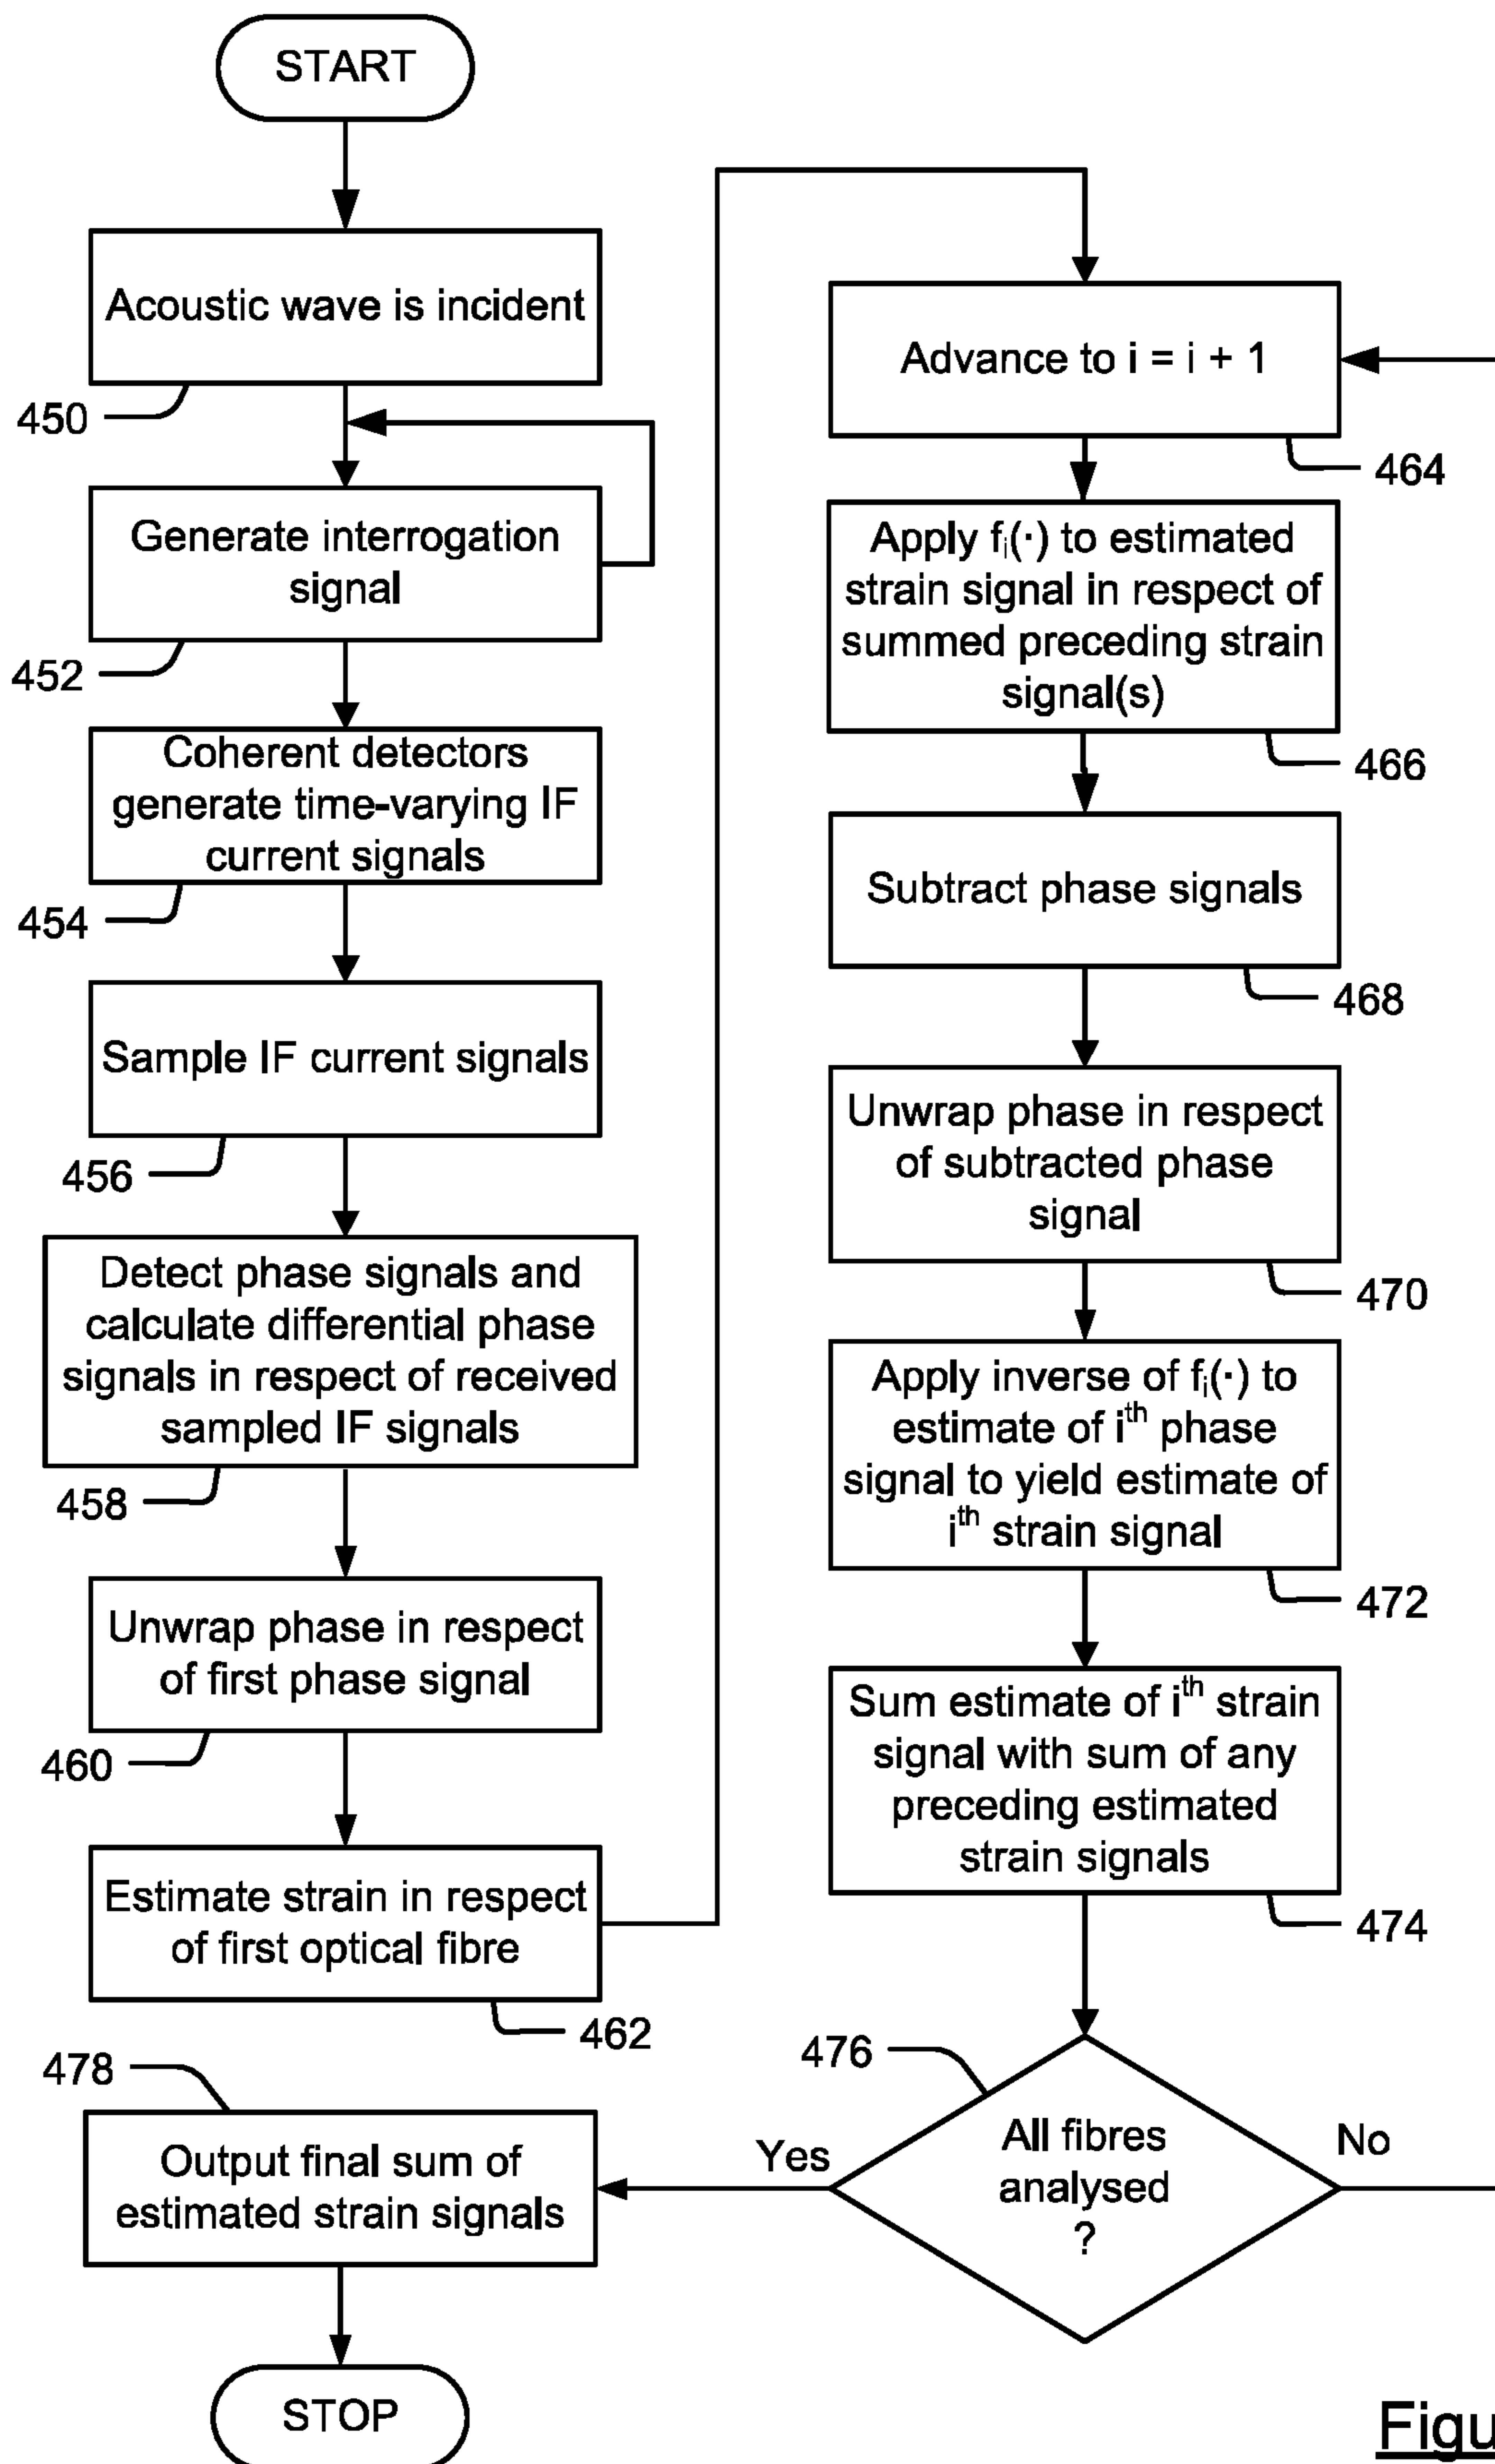 START
Acoustic wave is incident
450
Generate interrogation
signal
452
Coherent detectors
generate time-varying IF
current signals
454
Sample IF current signals
456
Detect phase signals and
calculate differential phase
signals in respect of received
sampled IF signals
458
Unwrap phase in respect
of first phase signal
460
Estimate strain in respect
of first optical fibre
462
Advance to i = i + 1
464
Apply fᵢ(·) to estimated
strain signal in respect of
summed preceding strain
signal(s)
466
Subtract phase signals
468
Unwrap phase in respect
of subtracted phase
signal
470
Apply inverse of fᵢ(·) to
estimate of iᵗʰ phase
signal to yield estimate of
iᵗʰ strain signal
472
Sum estimate of iᵗʰ strain
signal with sum of any
preceding estimated
strain signals
474
476
All fibres
analysed
?
Yes
No
478
Output final sum of
estimated strain signals
STOP